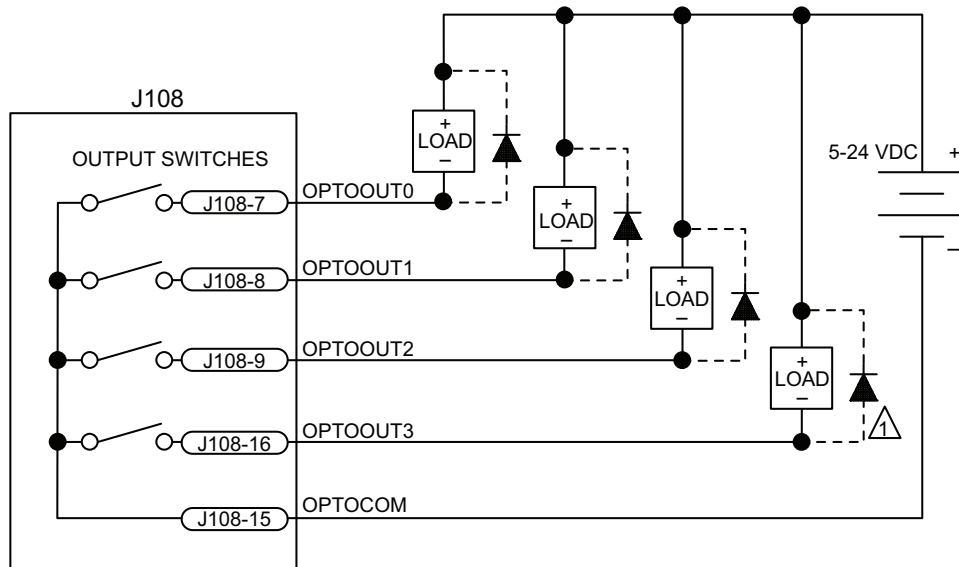 J108
OUTPUT SWITCHES
J108-7
OPTOOUT0
J108-8
OPTOOUT1
J108-9
OPTOOUT2
J108-16
OPTOOUT3
J108-15
OPTOCOM
+
LOAD
–
+
LOAD
–
+
LOAD
–
+
LOAD
–
1
5-24 VDC
+
–